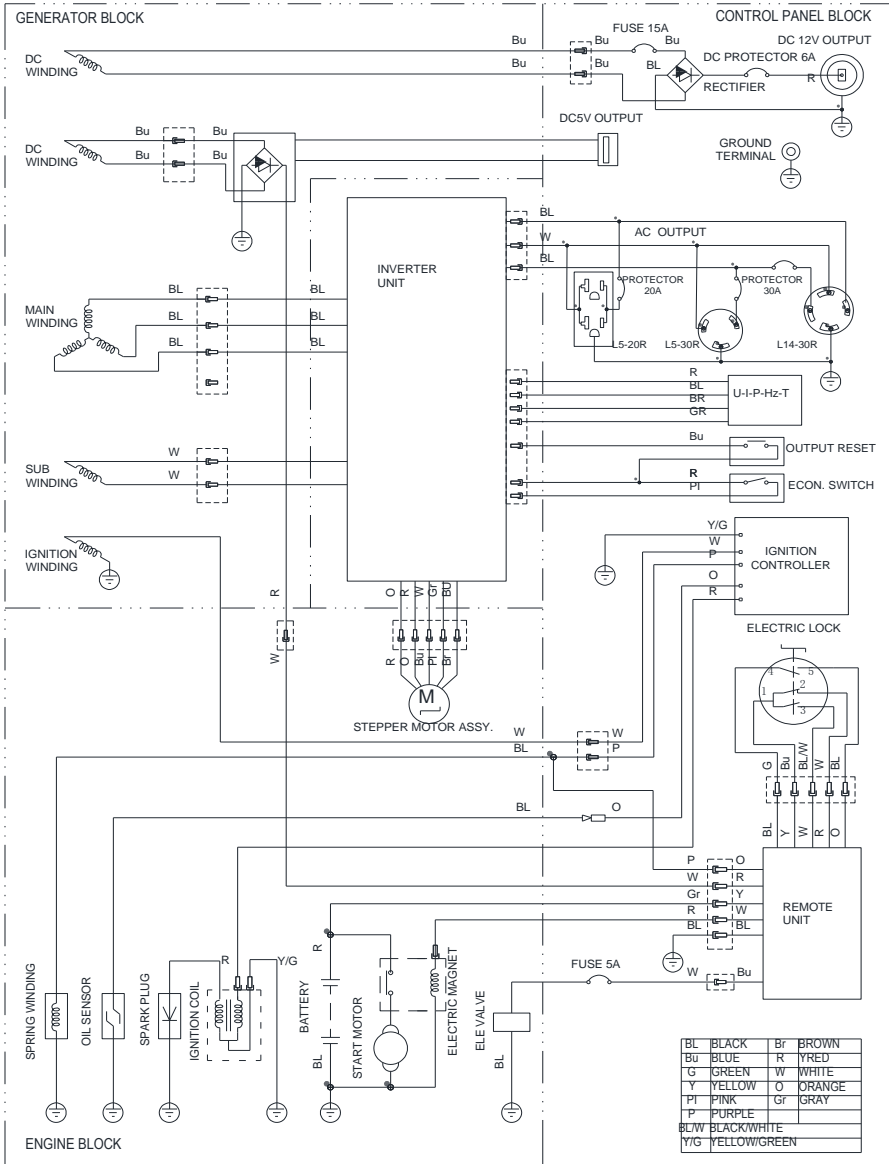 GENERATOR BLOCK
CONTROL PANEL BLOCK
FUSE 15A
DC 12V OUTPUT
Bu
Bu
Bu
DC PROTECTOR 6A
DC
WINDING
Bu
Bu
BL
RECTIFIER
R
DC5V OUTPUT
DC
WINDING
Bu
Bu
Bu
Bu
GROUND
TERMINAL
BL
W
AC OUTPUT
BL
INVERTER
UNIT
PROTECTOR
20A
PROTECTOR
30A
L5-20R
L5-30R
L14-30R
MAIN
WINDING
BL
BL
BL
BL
BL
BL
R
BL
BR
GR
U-I-P-Hz-T
Bu
OUTPUT RESET
R
PI
ECON. SWITCH
SUB
WINDING
W
W
IGNITION
WINDING
Y/G
W
P
O
R
IGNITION
CONTROLLER
R
W
O
R
W
Gr
BU
R
O
Bu
PI
Br
M
STEPPER MOTOR ASSY.
ELECTRIC LOCK
4
5
1
2
3
W
BL
W
P
G
Bu
BL/W
W
BL
BL
O
BL
Y
W
R
O
P
O
W
R
Gr
Y
R
W
BL
BL
REMOTE
UNIT
FUSE 5A
W
Bu
SPRING WINDING
OIL SENSOR
SPARK PLUG
IGNITION COIL
R
Y/G
BATTERY
R
BL
START MOTOR
ELECTRIC MAGNET
ELE VALVE
BL
BL BLACK Br BROWN
Bu BLUE R YRED
G GREEN W WHITE
Y YELLOW O ORANGE
PI PINK Gr GRAY
P PURPLE
BL/W BLACK/WHITE
Y/G YELLOW/GREEN
ENGINE BLOCK